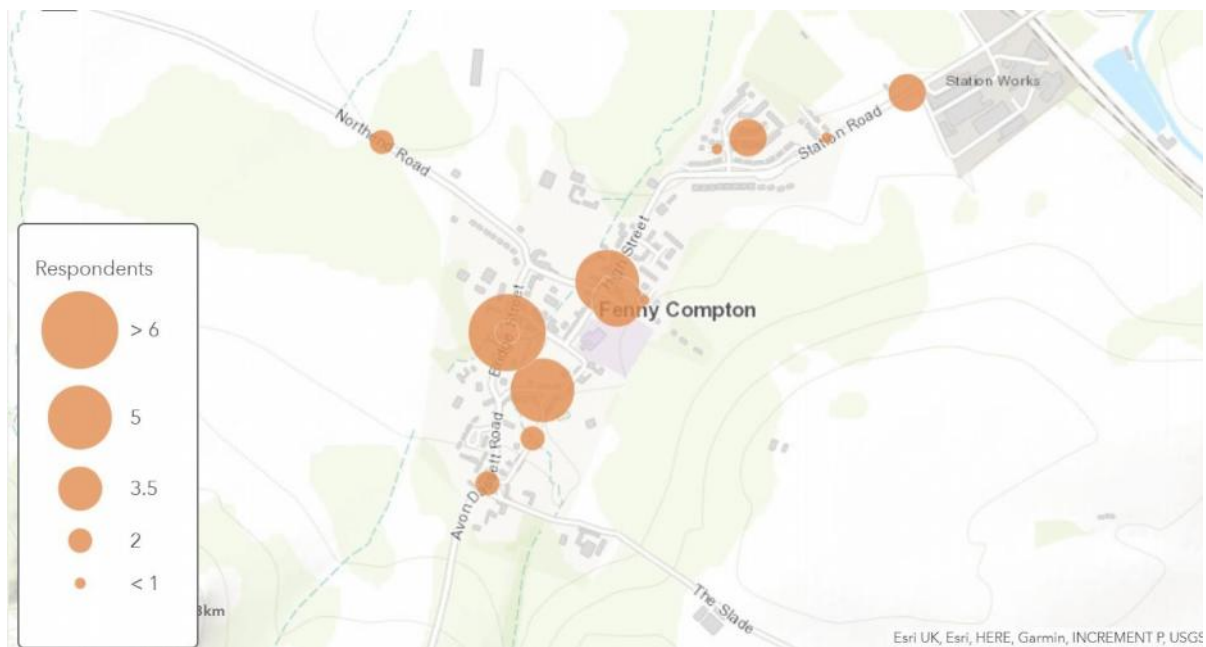 Station Works
Station Road
Northend Road
High Street
Fenny Compton
Bridge Street
Respondents
> 6
5
3.5
2
< 1
Avon Dassett Road
The Slade
3km
Esri UK, Esri, HERE, Garmin, INCREMENT P, USGS